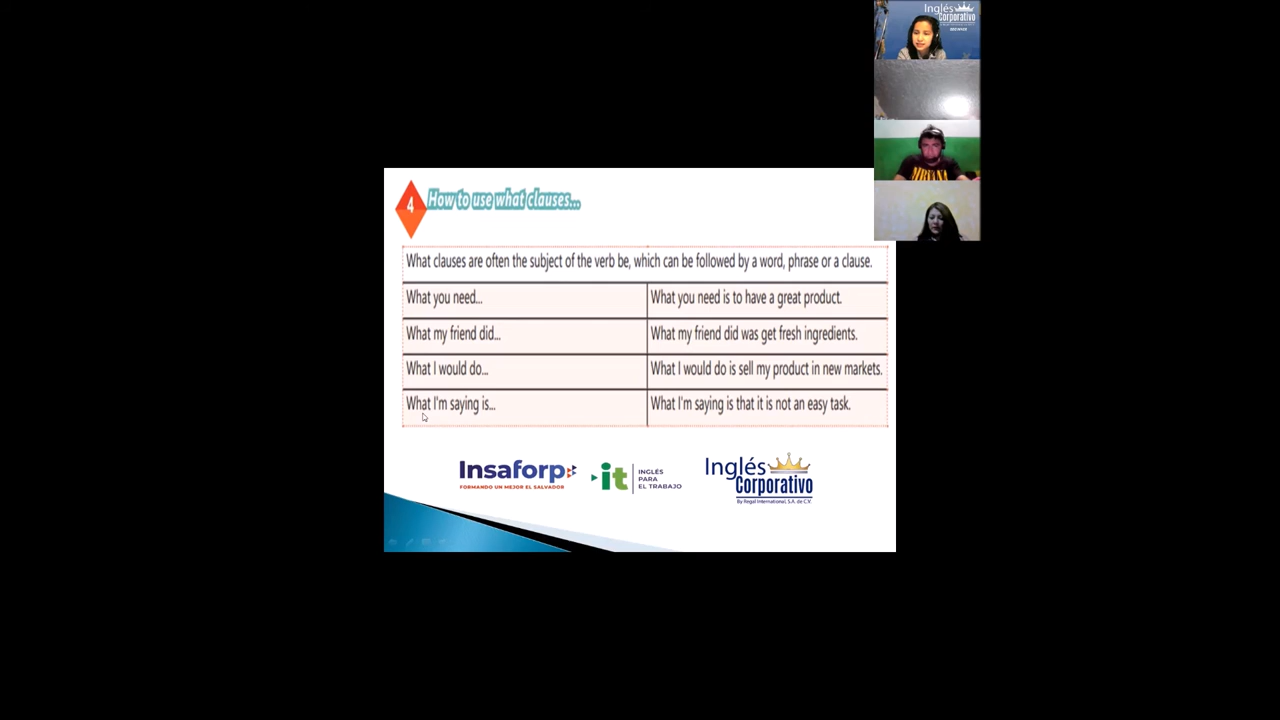 Inglés
Corporativo
4
How to use what clauses...
What clauses are often the subject of the verb be, which can be followed by a word, phrase or a clause.
What you need...
What you need is to have a great product.
What my friend did...
What my friend did was get fresh ingredients.
What I would do...
What I would do is sell my product in new markets.
What I'm saying is...
What I'm saying is that it is not an easy task.
NIRVANA
Insaforp
FORMANDO UN MEJOR EL SALVADOR
it
INGLÉS
PARA
EL TRABAJO
Inglés
Corporativo
By Regal International, S.A. de C.V.